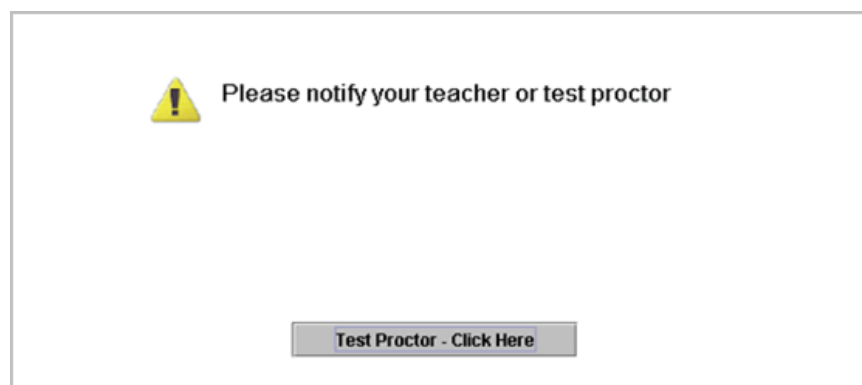 Please notify your teacher or test proctor
Test Proctor - Click Here